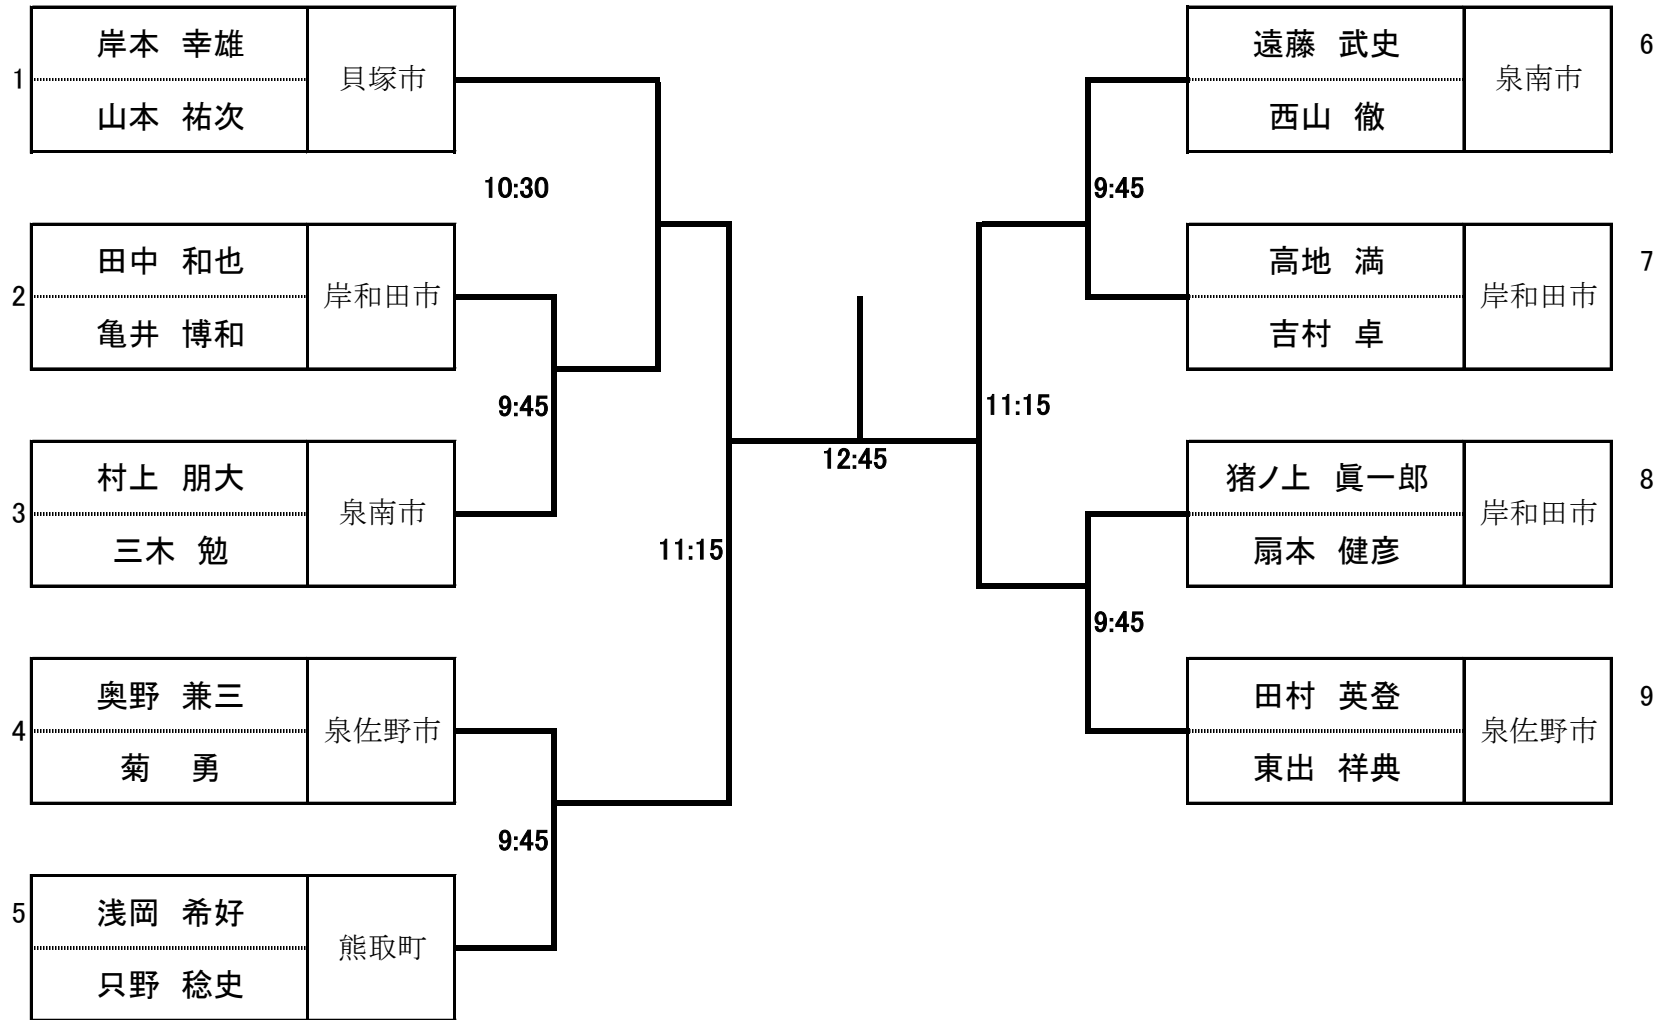 1
岸本 幸雄
山本 祐次
貝塚市
10:30
2
田中 和也
亀井 博和
岸和田市
9:45
3
村上 朋大
三木 勉
泉南市
11:15
4
奥野 兼三
菊 勇
泉佐野市
9:45
5
浅岡 希好
只野 稔史
熊取町
12:45
遠藤 武史
西山 徹
泉南市
6
9:45
高地 満
吉村 卓
岸和田市
7
11:15
猪ノ上 眞一郎
扇本 健彦
岸和田市
8
9:45
田村 英登
東出 祥典
泉佐野市
9